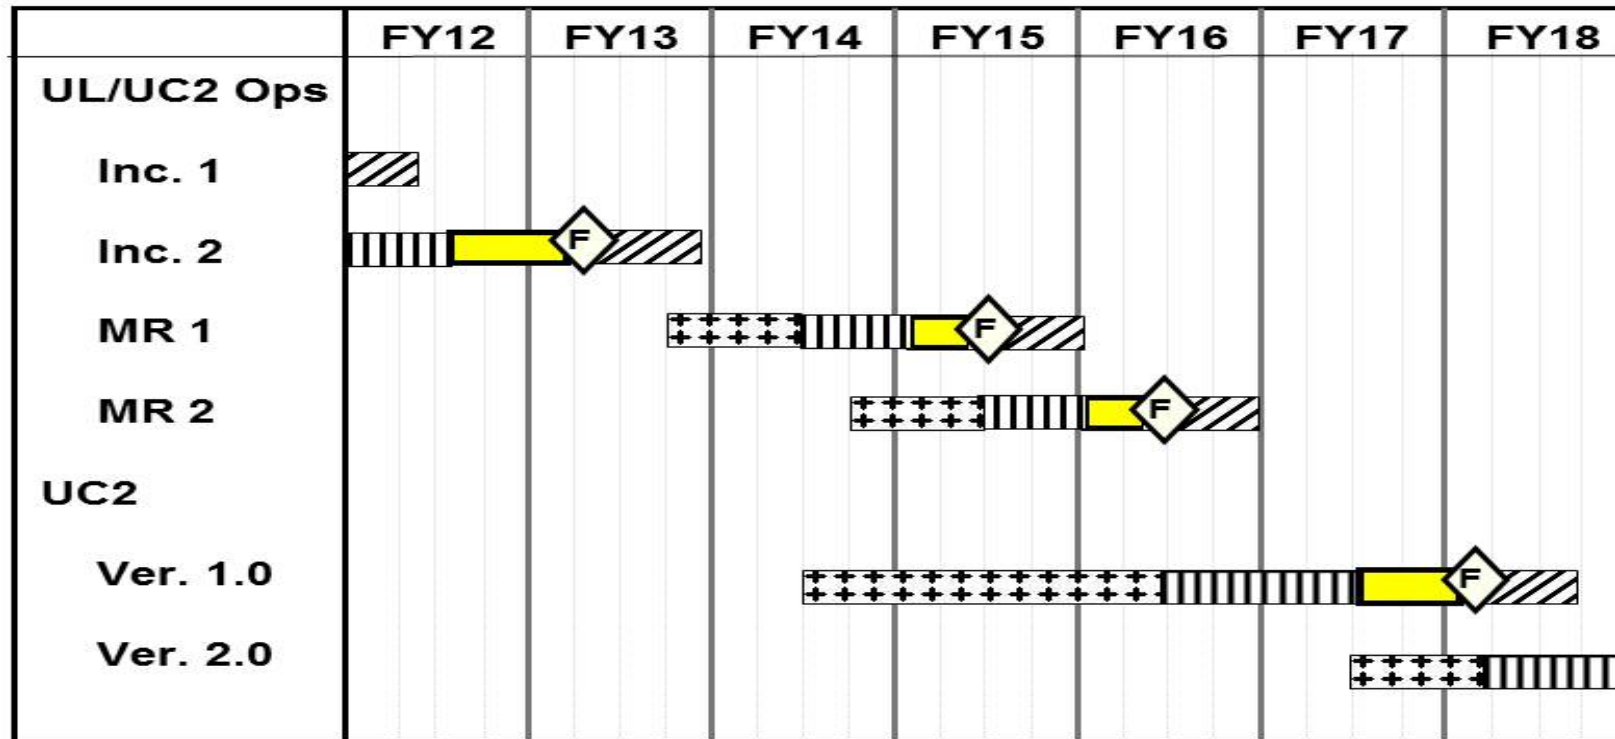 FY12 FY13 FY14 FY15 FY16 FY17 FY18
UL/UC2 Ops
Inc. 1
Inc. 2 F
MR 1 F
MR 2 F
UC2
Ver. 1.0 F
Ver. 2.0